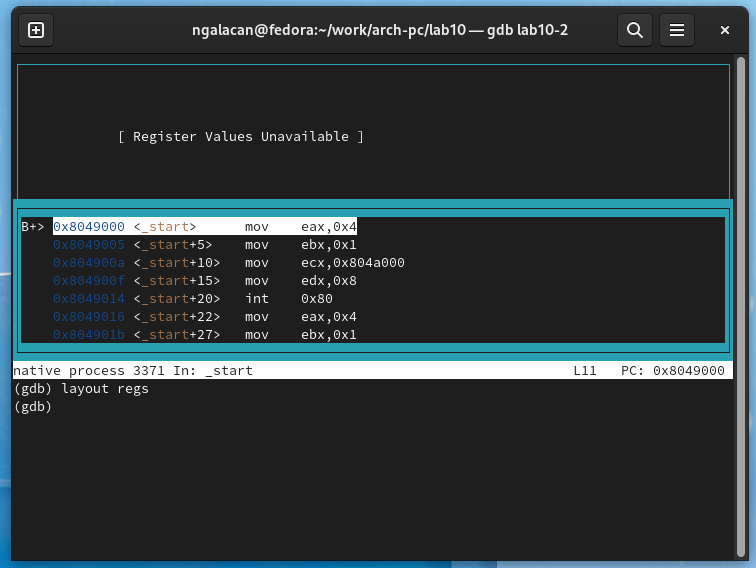 ngalacan@fedora:~/work/arch-pc/lab10 — gdb lab10-2
[ Register Values Unavailable ]
B+> 0x8049000 <_start> mov eax,0x4
0x8049005 <_start+5> mov ebx,0x1
0x804900a <_start+10> mov ecx,0x804a000
0x804900f <_start+15> mov edx,0x8
0x8049014 <_start+20> int 0x80
0x8049016 <_start+22> mov eax,0x4
0x804901b <_start+27> mov ebx,0x1
native process 3371 In: _start L11 PC: 0x8049000
(gdb) layout regs
(gdb)